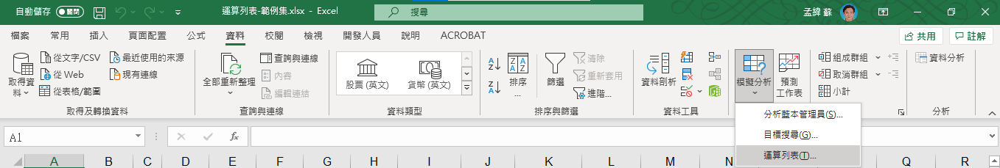 自動儲存 關閉 運算列表-範例集.xlsx - Excel 搜尋 孟緯 蘇
檔案 常用 插入 頁面配置 公式 資料 校閱 檢視 開發人員 說明 ACROBAT 共用 註解
取得資料 從文字/CSV 最近使用的來源
從 Web 現有連線
從表格/範圍
取得及轉換資料
全部重新整理 查詢與連線
內容
編輯連結
查詢與連線
股票 (英文) 貨幣 (英文)
資料類型
A Z Z A 排序... Z A A Z 篩選 清除
重新套用
進階...
排序與篩選
資料剖析
資料工具
模擬分析 預測工作表
組成群組
取消群組
小計
資料分析
分析
分析藍本管理員(S)...
目標搜尋(G)...
運算列表(T)...
A1 fx
A B C D E F G H I J K L M N Q R